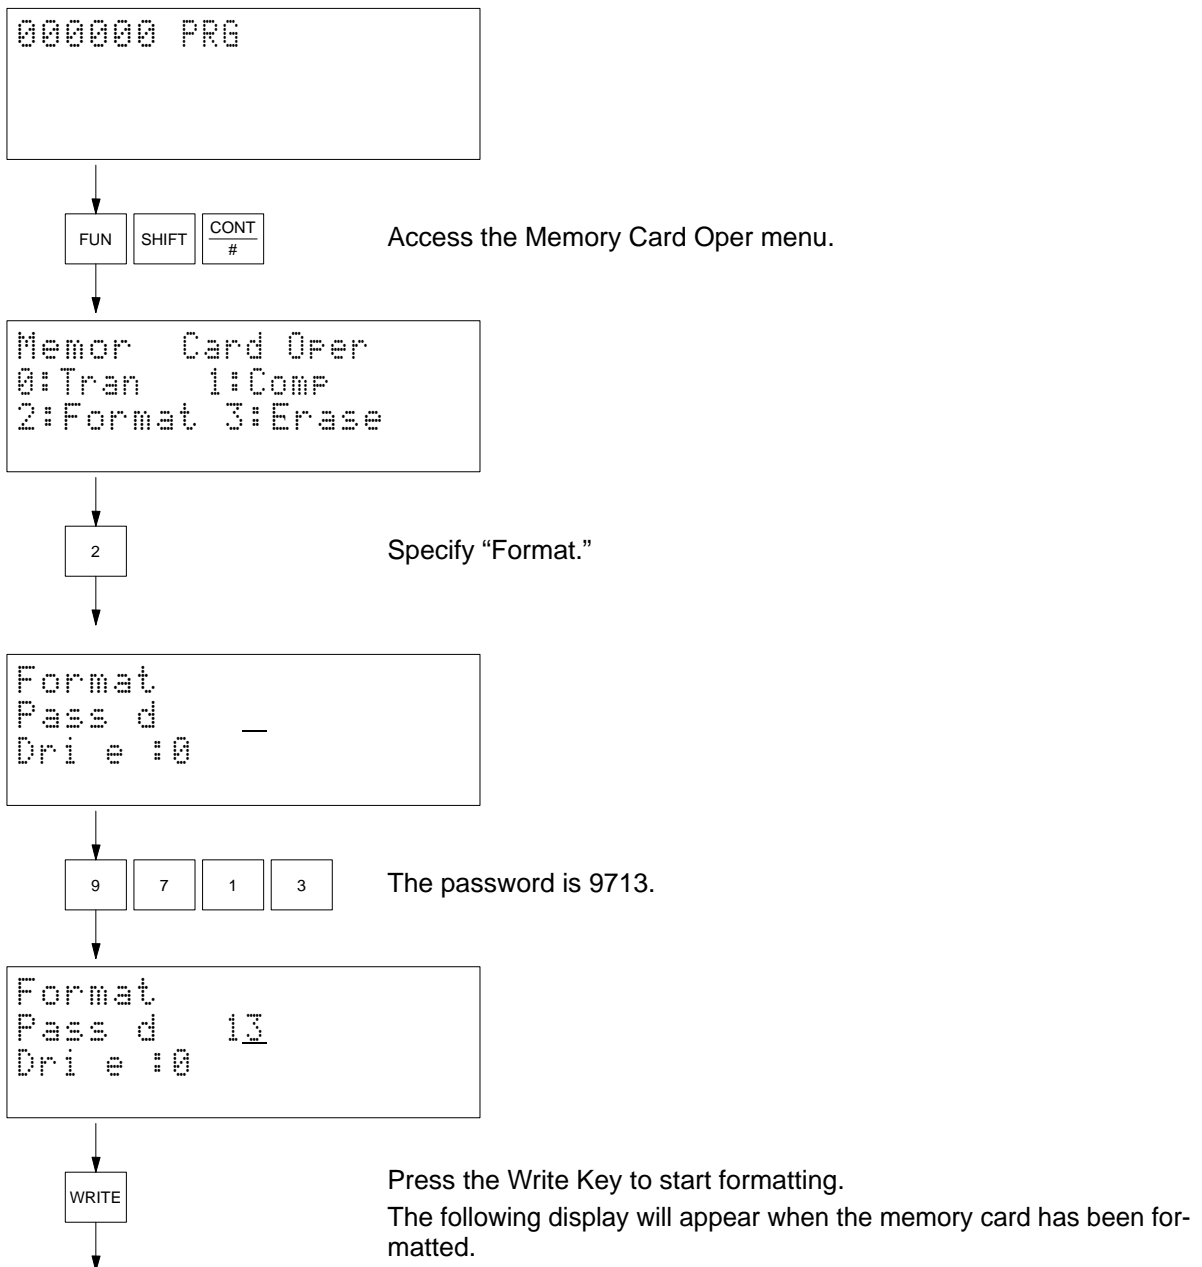 000000 PRG
FUN SHIFT CONT
#
Access the Memory Card Oper menu.
Memor Card Oper
0:Tran 1:Comp
2:Format 3:Erase
2
Specify “Format.”
Format
Pass d _
Dri e :0
9 7 1 3
The password is 9713.
Format
Pass d 13
Dri e :0
WRITE
Press the Write Key to start formatting.
The following display will appear when the memory card has been for-
matted.